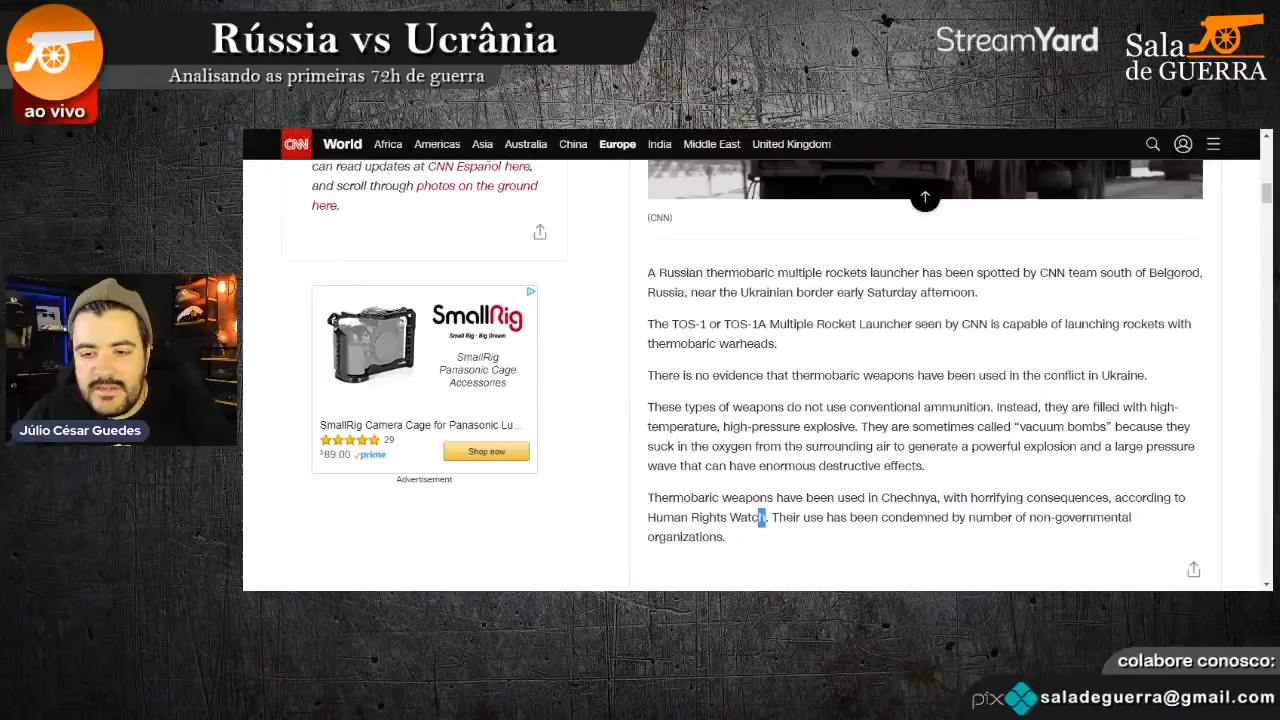 Rússia vs Ucrânia
Analisando as primeiras 72h de guerra
ao vivo
StreamYard
Sala
de GUERRA
CNN World Africa Americas Asia Australia China Europe India Middle East United Kingdom
can read updates at CNN Español here,
and scroll through photos on the ground
here.
SmallRig
Small Rig - Big Dream
SmallRig
Panasonic Cage
Accessories
SmallRig Camera Cage for Panasonic Lu...
29
$89.00 prime
Shop now
Advertisement
(CNN)
A Russian thermobaric multiple rockets launcher has been spotted by CNN team south of Belgorod,
Russia, near the Ukrainian border early Saturday afternoon.
The TOS-1 or TOS-1A Multiple Rocket Launcher seen by CNN is capable of launching rockets with
thermobaric warheads.
There is no evidence that thermobaric weapons have been used in the conflict in Ukraine.
These types of weapons do not use conventional ammunition. Instead, they are filled with high-
temperature, high-pressure explosive. They are sometimes called “vacuum bombs” because they
suck in the oxygen from the surrounding air to generate a powerful explosion and a large pressure
wave that can have enormous destructive effects.
Thermobaric weapons have been used in Chechnya, with horrifying consequences, according to
Human Rights Watch. Their use has been condemned by number of non-governmental
organizations.
Júlio César Guedes
colabore conosco:
pix saladeguerra@gmail.com